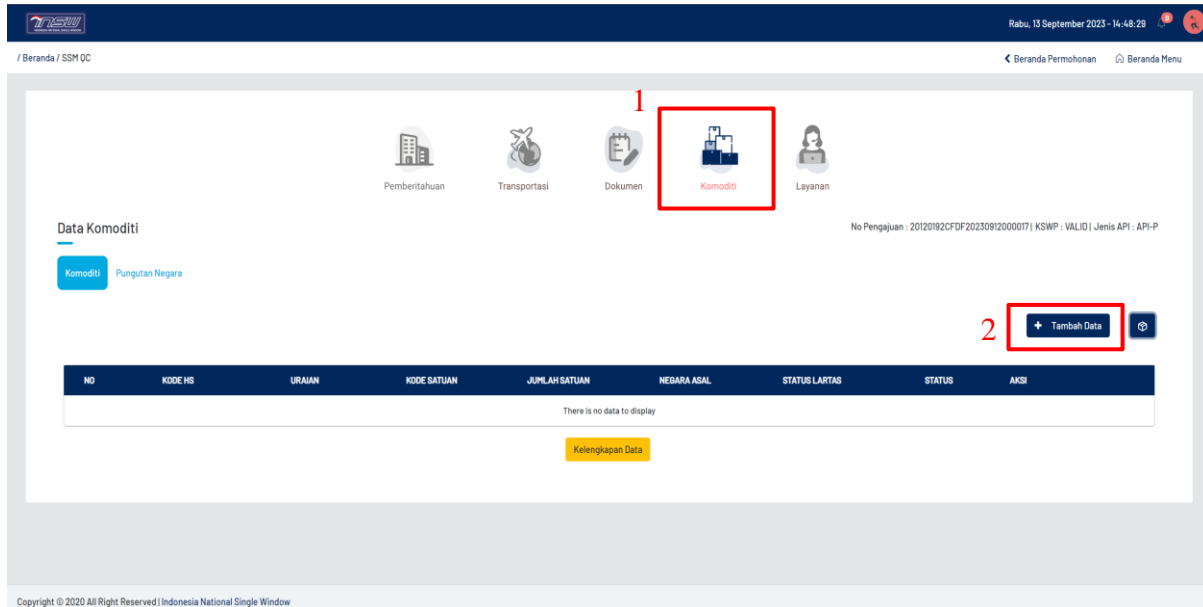 INSW
Rabu, 13 September 2023 - 14:48:29
0
/ Beranda / SSM QC
Beranda Permohonan
Beranda Menu
1
Pemberitahuan
Transportasi
Dokumen
Komoditi
Layanan
Data Komoditi
No Pengajuan : 20120192CFDF20230912000017 | KSWP : VALID | Jenis API : API-P
Komoditi
Pungutan Negara
2
+ Tambah Data
NO KODE HS URAIAN KODE SATUAN JUMLAH SATUAN NEGARA ASAL STATUS LARTAS STATUS AKSI
There is no data to display
Kelengkapan Data
Copyright © 2020 All Right Reserved | Indonesia National Single Window